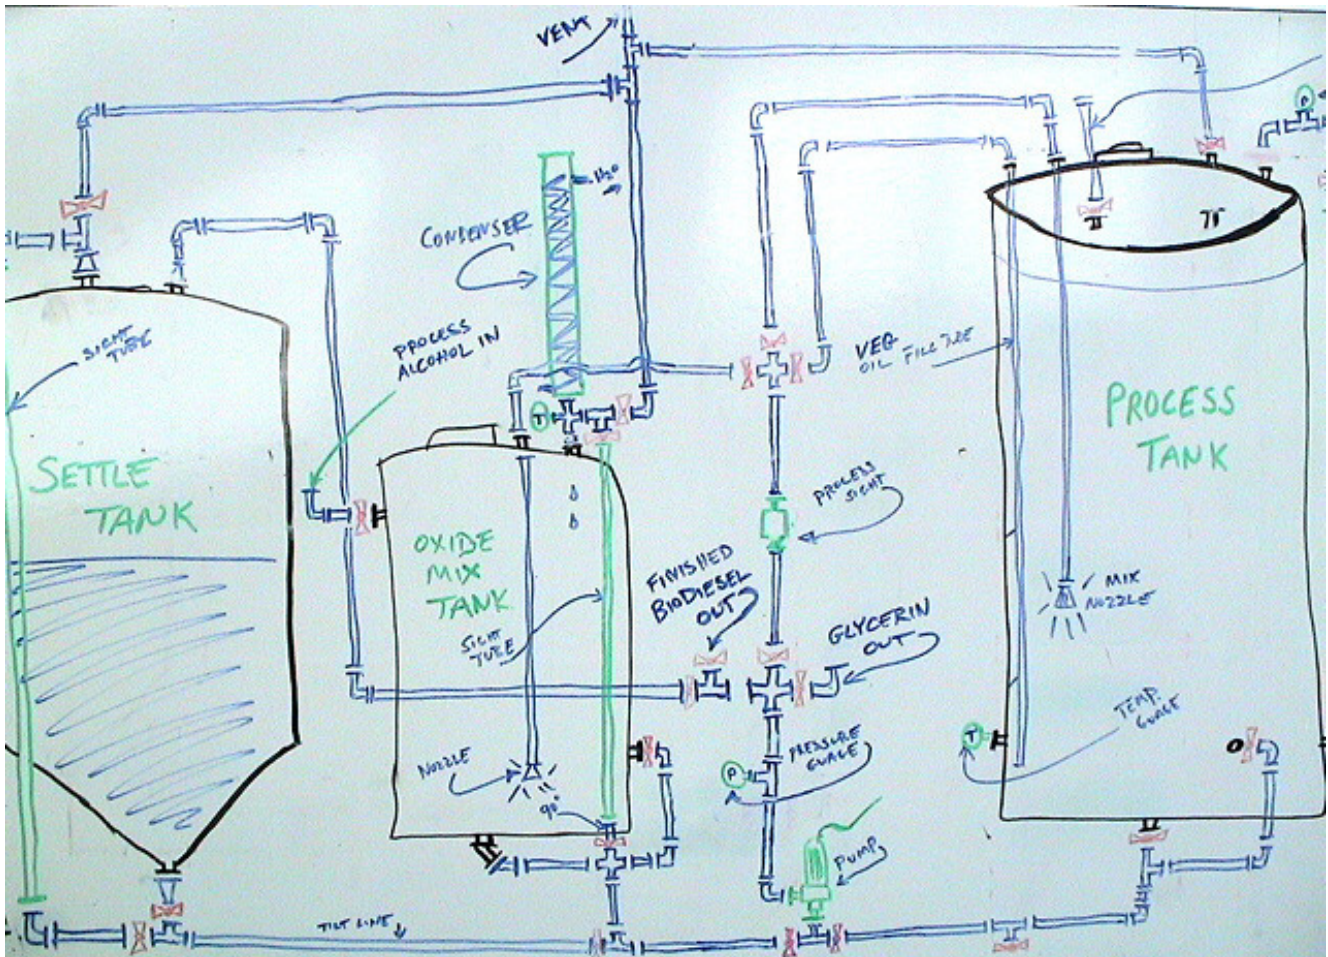 VENT
P
H2O
CONDENSER
SIGHT
TUBE
PROCESS
ALCOHOL IN
VEG
OIL FILL TUBE
T
PROCESS
TANK
SETTLE
TANK
PROCESS
SIGHT
OXIDE
MIX
TANK
FINISHED
BIODIESEL
OUT
MIX
NOZZLE
SIGHT
TUBE
GLYCERIN
OUT
TEMP.
GUAGE
T
NOZZLE
PRESSURE
GUAGE
P
90°
PUMP
TILT LINE